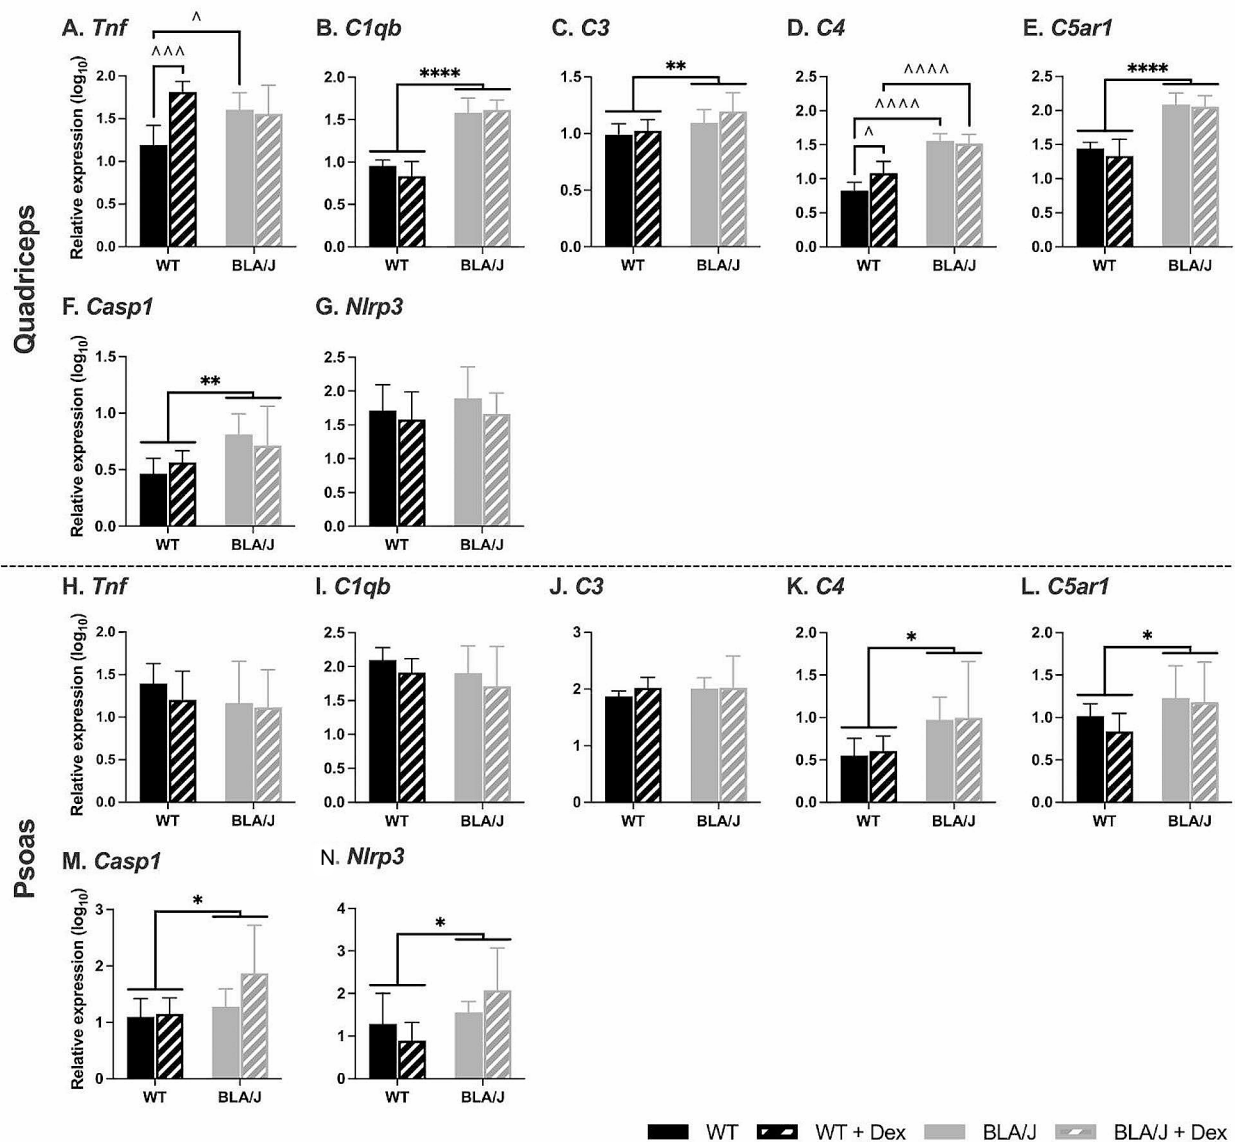 Quadriceps
A. Tnf
^
^^^
Relative expression (log10)
2.0
1.5
1.0
0.5
0.0
WT
BLA/J
B. C1qb
****
2.0
1.5
1.0
0.5
0.0
WT
BLA/J
C. C3
**
1.5
1.0
0.5
0.0
WT
BLA/J
D. C4
^^^^
^^^^
^
2.5
2.0
1.5
1.0
0.5
0.0
WT
BLA/J
E. C5ar1
****
2.5
2.0
1.5
1.0
0.5
0.0
WT
BLA/J
F. Casp1
**
Relative expression (log10)
1.5
1.0
0.5
0.0
WT
BLA/J
G. Nlrp3
2.5
2.0
1.5
1.0
0.5
0.0
WT
BLA/J
Psoas
H. Tnf
Relative expression (log10)
2.0
1.5
1.0
0.5
0.0
WT
BLA/J
I. C1qb
2.5
2.0
1.5
1.0
0.5
0.0
WT
BLA/J
J. C3
3
2
1
0
WT
BLA/J
K. C4
*
2.0
1.5
1.0
0.5
0.0
WT
BLA/J
L. C5ar1
*
2.0
1.5
1.0
0.5
0.0
WT
BLA/J
M. Casp1
*
Relative expression (log10)
3
2
1
0
WT
BLA/J
N. Nlrp3
*
4
3
2
1
0
WT
BLA/J
WT WT + Dex BLA/J BLA/J + Dex